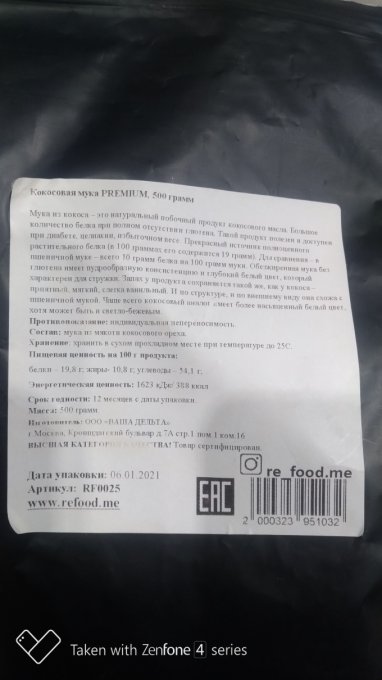 Кокосовая мука PREMIUM, 500 грамм
Мука из кокоса – это натуральный побочный продукт кокосового масла. Большое
количество белка при полном отсутствии глютена. Такой продукт полезен и доступен
при диабете, целиакии, избыточном весе. Прекрасный источник полноценного
растительного белка (в 100 граммах его содержится 19 грамм). Для сравнения – в
пшеничной муке – всего 10 грамм белка на 100 грамм муки. Обезжиренная мука без
глютена имеет пудрообразную консистенцию и глубокий белый цвет, который
характерен для стружки. Запах у продукта сохраняется такой же, как у кокоса –
приятный, мягкий, слегка ванильный. И по структуре, и по внешнему виду она схожа с
пшеничной мукой. Чаще всего кокосовый аналог имеет более насыщенный белый цвет,
хотя может быть и светло-бежевым.
Противопоказание: индивидуальная непереносимость.
Состав: мука из мякоти кокосового ореха.
Хранение: хранить в сухом прохладном месте при температуре до 25С.
Пищевая ценность на 100 г продукта:
белки – 19,8 г; жиры- 10,8 г; углеводы – 54,1 г.
Энергетическая ценность: 1623 кДж/ 388 ккал
Срок годности: 12 месяцев с даты упаковки.
Масса: 500 грамм
Изготовитель: ООО «ВАША ДЕЛЬТА»
г.Москва, Кронштадтский бульвар д.7А стр.1 пом.1 ком.16
ВЫСШАЯ КАТЕГОРИЯ КАЧЕСТВА! Товар сертифицирован.
re_food.me
Дата упаковки: 06.01.2021
Артикул: RF0025
www.refood.me
EAC
2 000323 951032
Taken with Zenfone 4 series